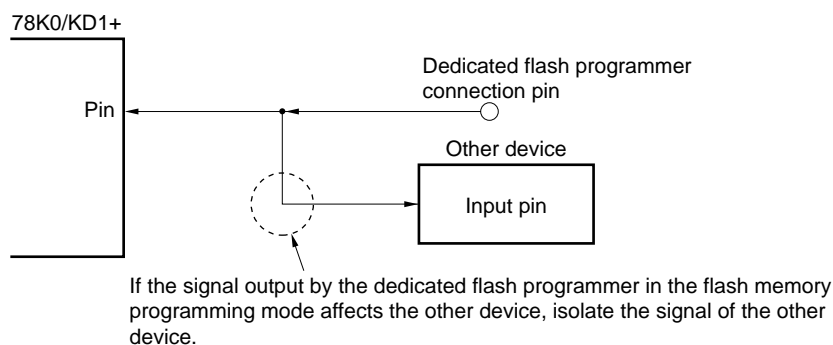 78K0/KD1+
Dedicated flash programmer
connection pin
Pin
Other device
Input pin
If the signal output by the dedicated flash programmer in the flash memory
programming mode affects the other device, isolate the signal of the other
device.